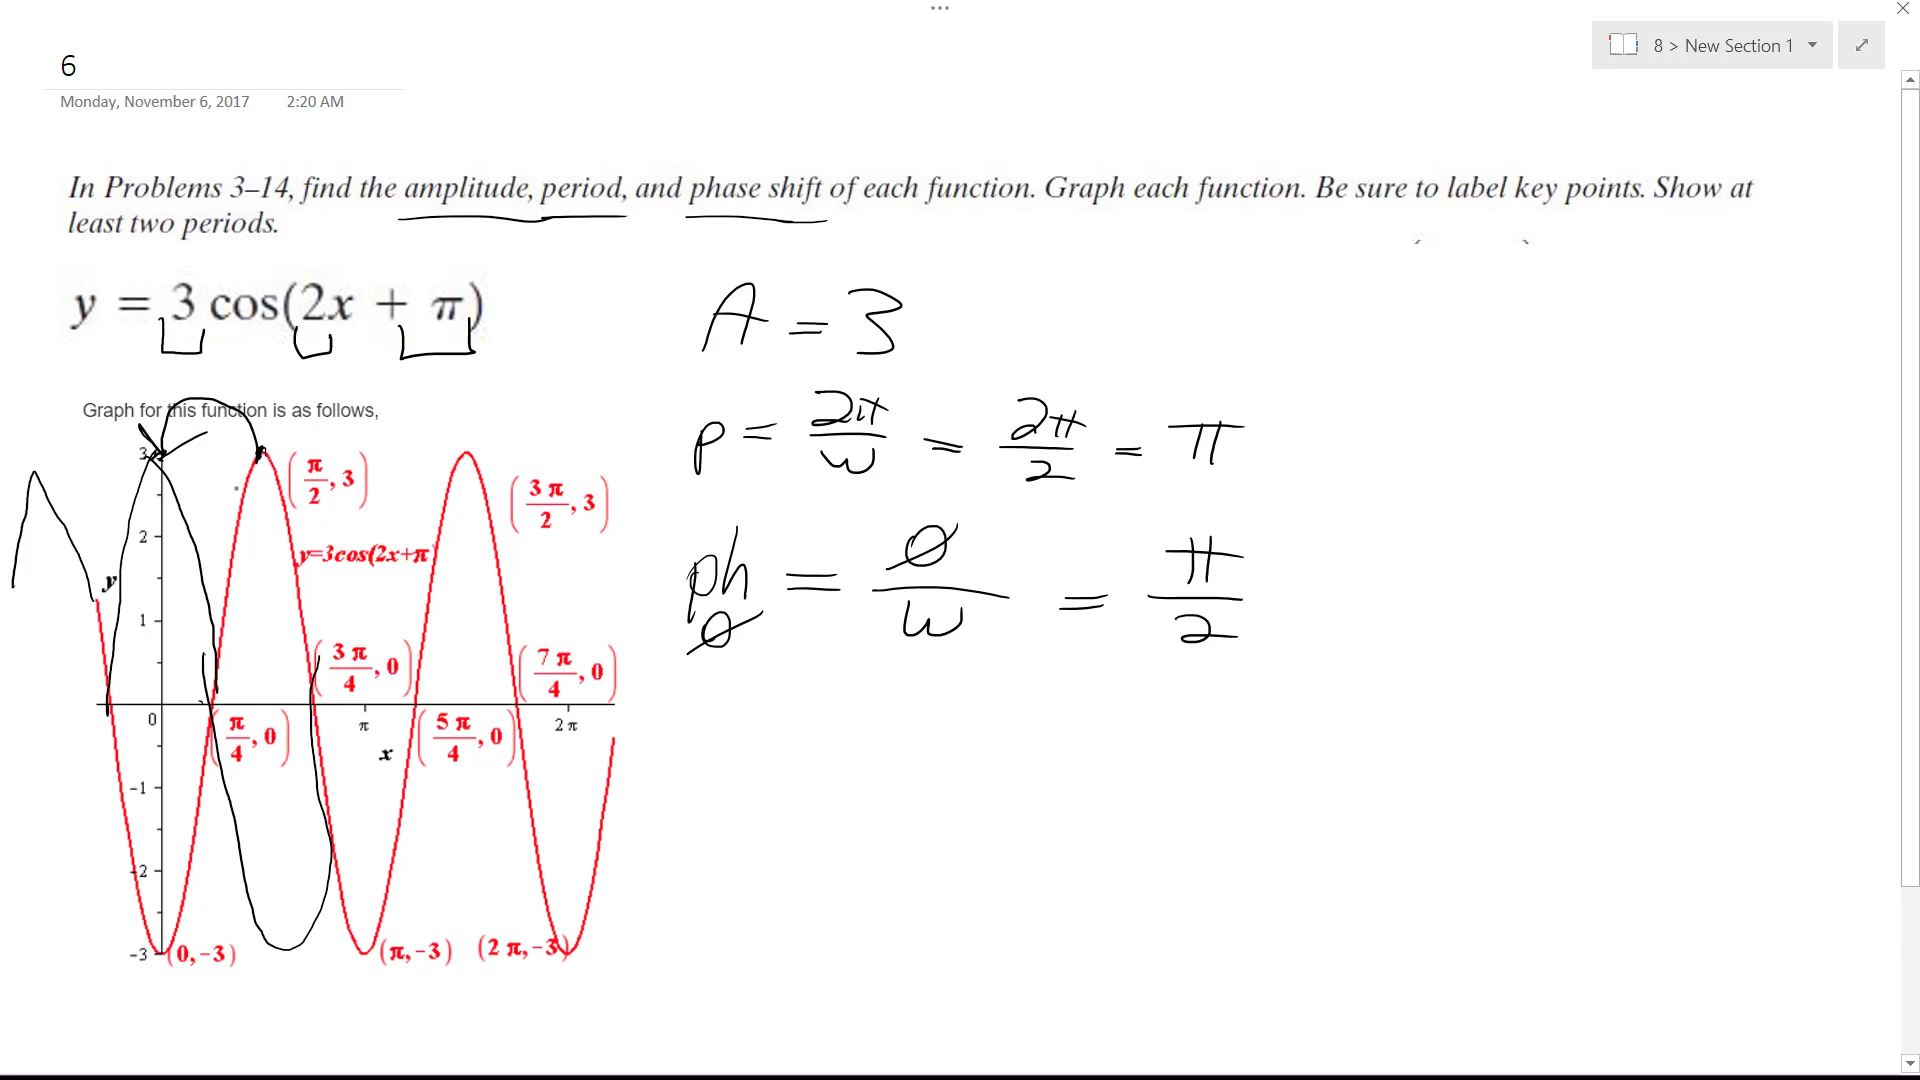 8 > New Section 1
6
Monday, November 6, 2017 2:20 AM
In Problems 3–14, find the amplitude, period, and phase shift of each function. Graph each function. Be sure to label key points. Show at
least two periods.
y = 3 cos(2x + π)
A = 3
Graph for this function is as follows,
p = 2π/w = 2π/2 = π
ph ø = ø/w = π/2
3
(π/2, 3)
(3π/2, 3)
2
y=3cos(2x+π
y
1
(3π/4, 0)
(7π/4, 0)
0
π
2π
(π/4, 0)
(5π/4, 0)
x
-1
-2
-3
(0,-3)
(π,-3)
(2π,-3)